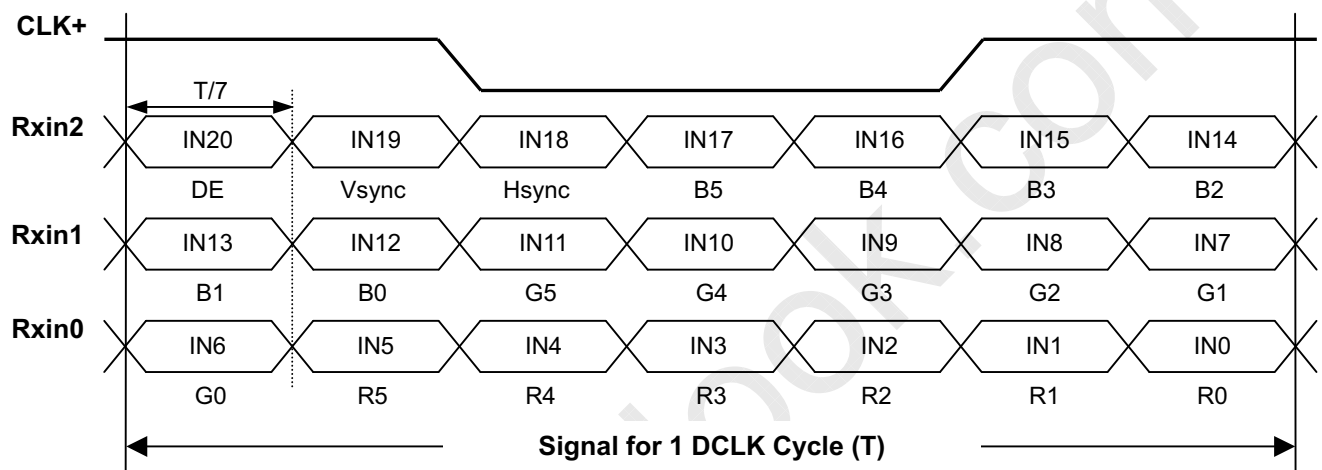 CLK+
T/7
Rxin2 IN20 IN19 IN18 IN17 IN16 IN15 IN14
DE Vsync Hsync B5 B4 B3 B2
Rxin1 IN13 IN12 IN11 IN10 IN9 IN8 IN7
B1 B0 G5 G4 G3 G2 G1
Rxin0 IN6 IN5 IN4 IN3 IN2 IN1 IN0
G0 R5 R4 R3 R2 R1 R0
Signal for 1 DCLK Cycle (T)